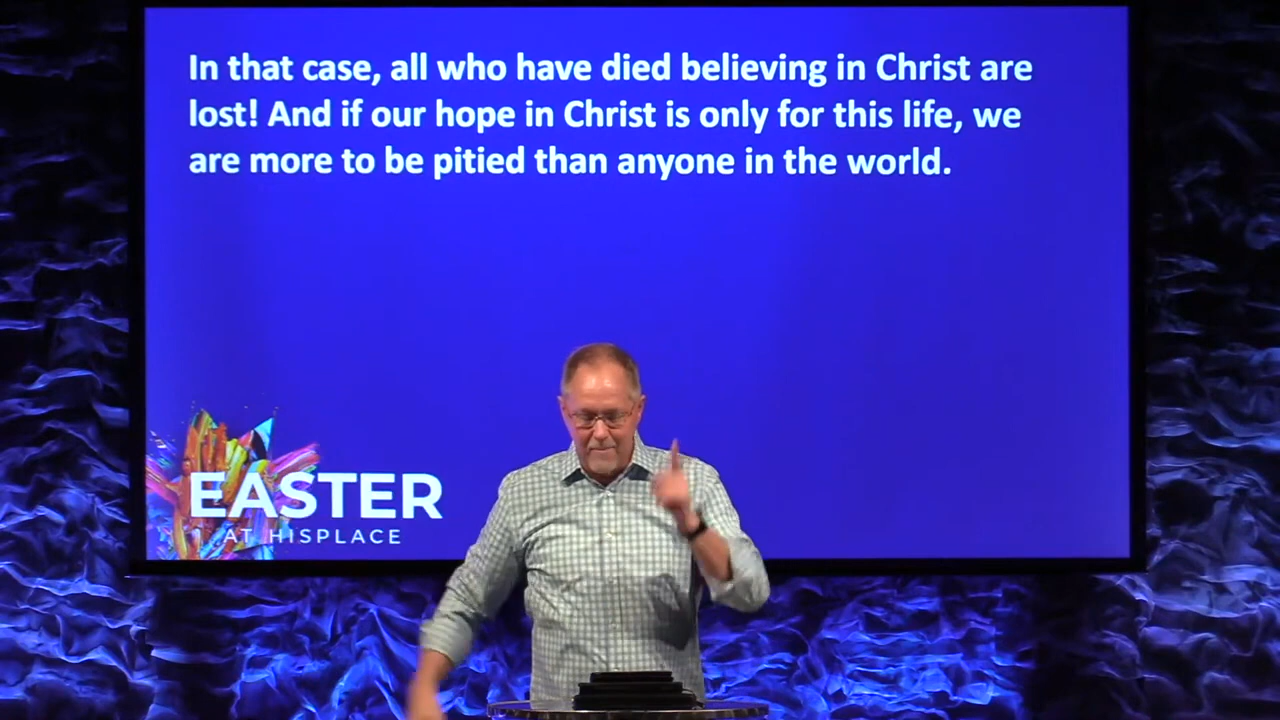 In that case, all who have died believing in Christ are
lost! And if our hope in Christ is only for this life, we
are more to be pitied than anyone in the world.
EASTER
AT HISPLACE